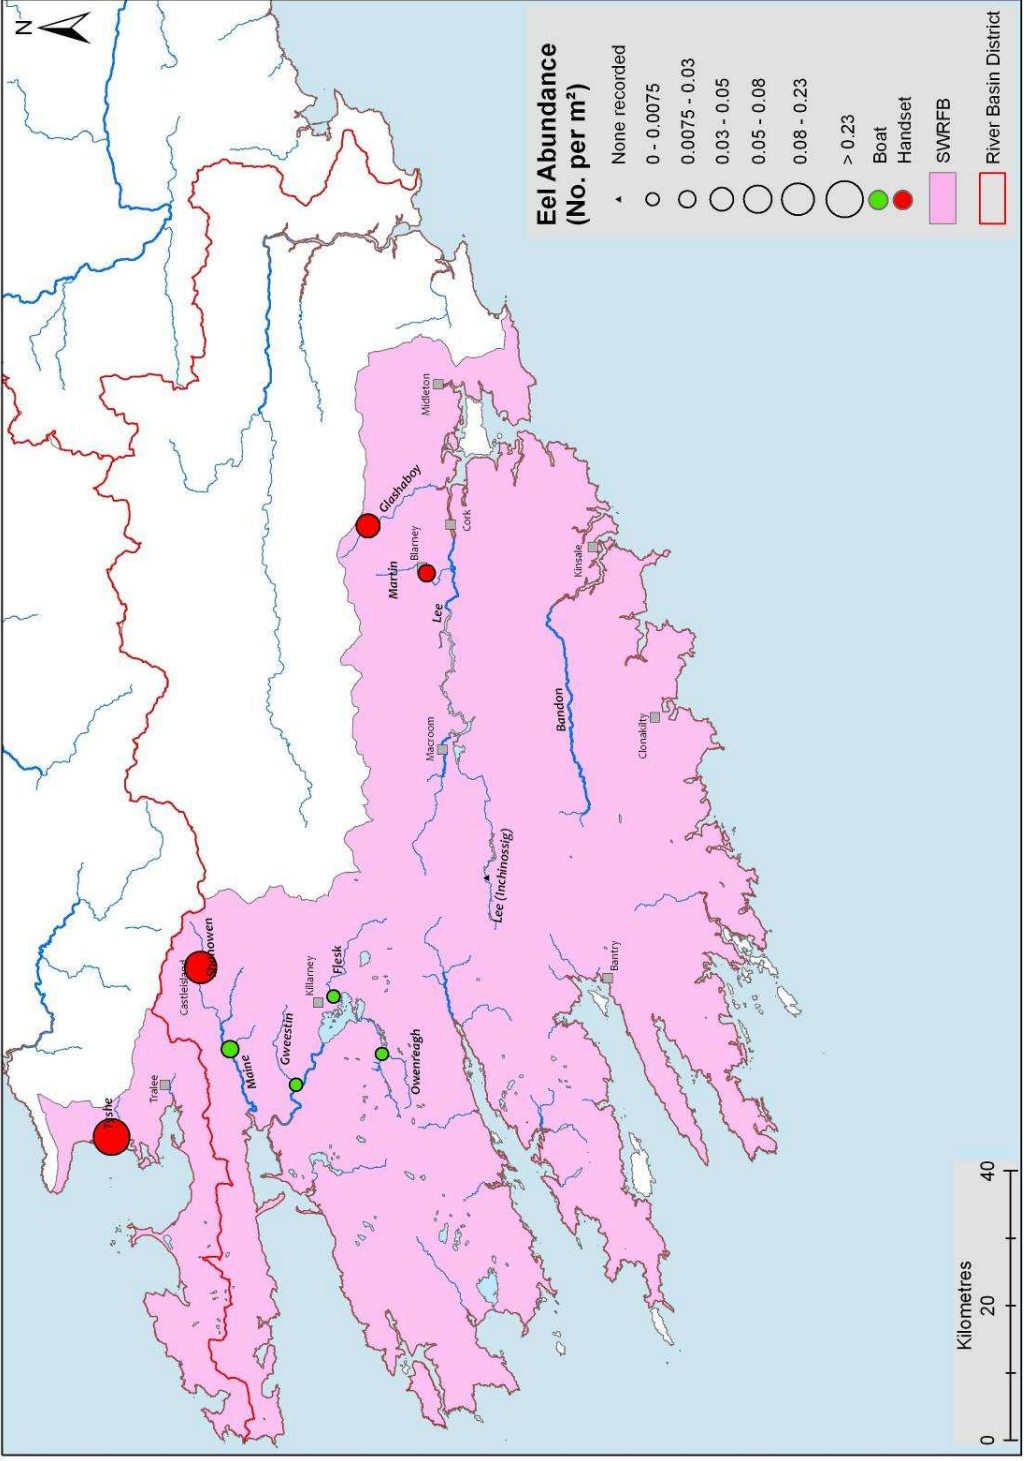 N
Tyshe
Tralee
Castleisland
Shanowen
Maine
Gweestin
Killarney
Flesk
Owenreagh
Glashaboy
Martin
Blarney
Midleton
Lee
Cork
Macroom
Lee (Inchinossig)
Kinsale
Bandon
Clonakilty
Bantry
Kilometres
0 20 40
Eel Abundance
(No. per m²)
None recorded
0 - 0.0075
0.0075 - 0.03
0.03 - 0.05
0.05 - 0.08
0.08 - 0.23
> 0.23
Boat
Handset
SWRFB
River Basin District